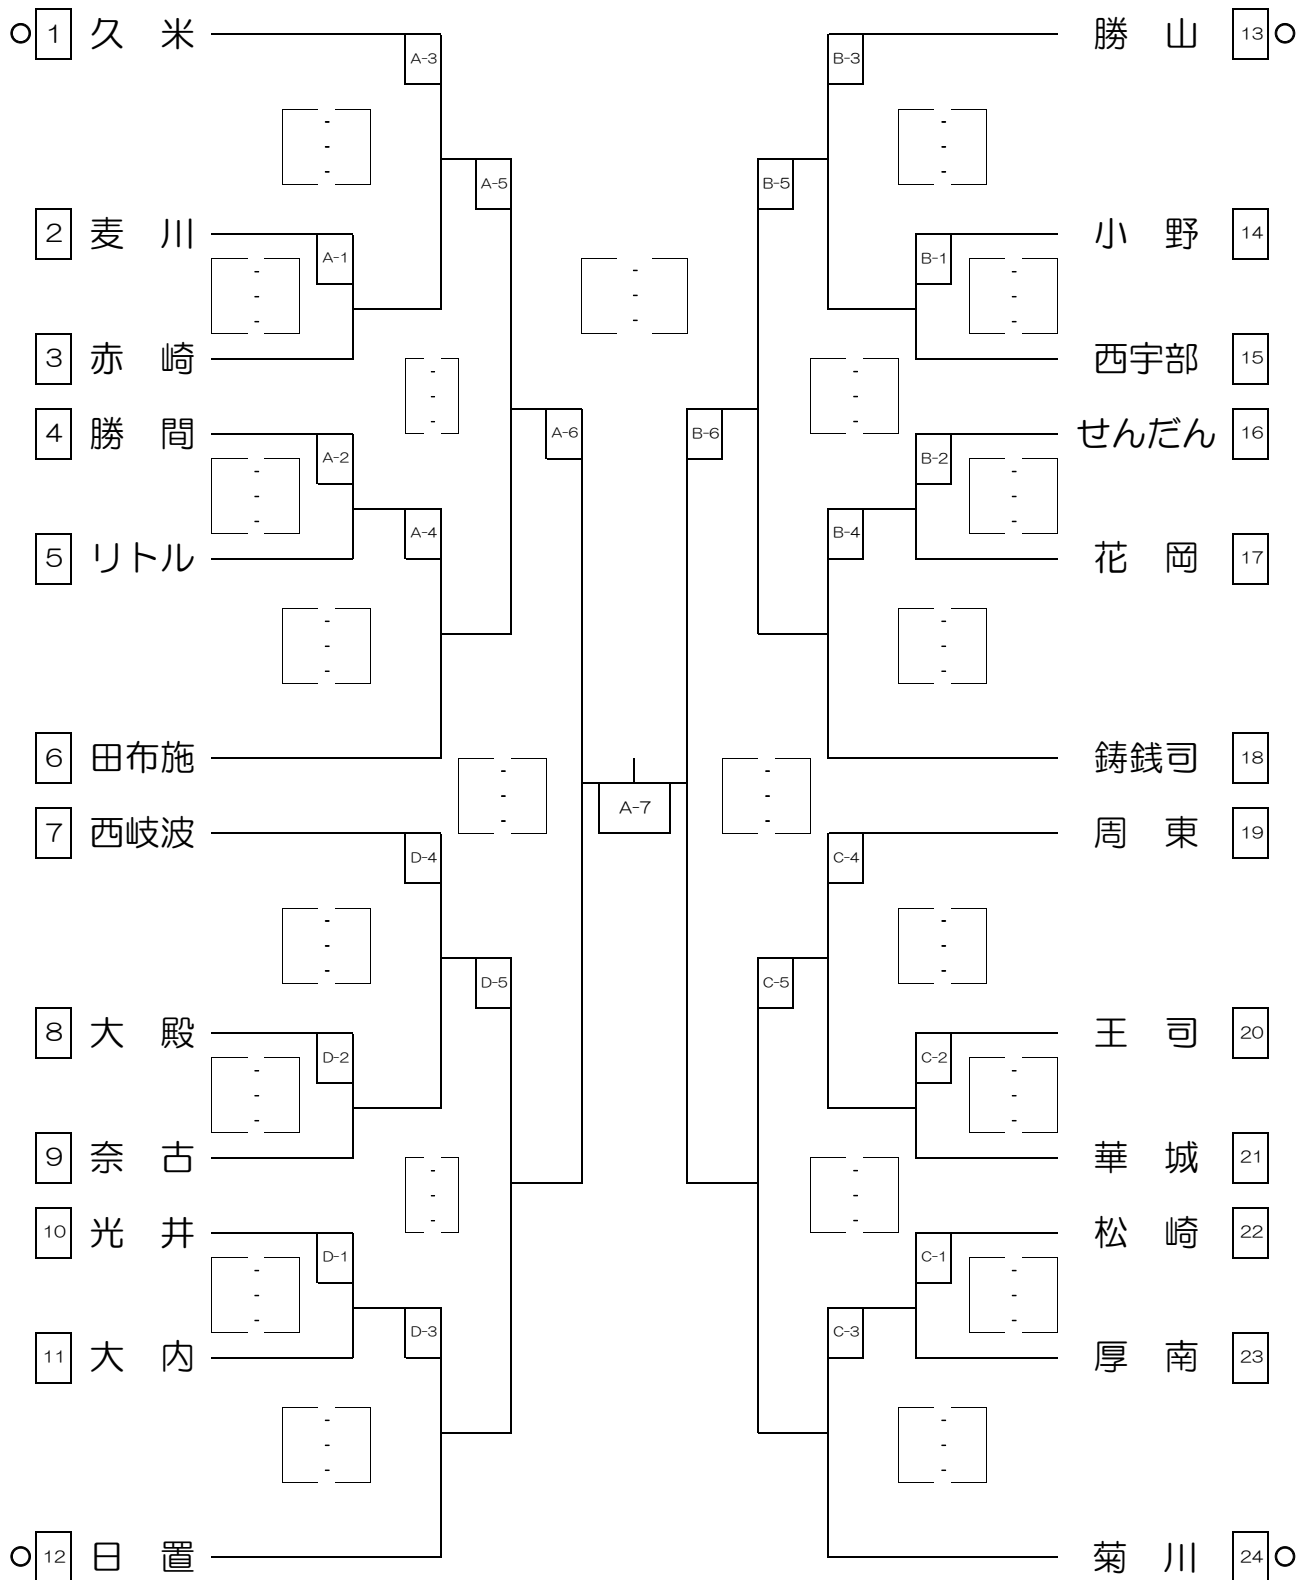 ○ 1 久 米 勝 山 13 ○
A-3 B-3
-
-
-
-
-
-
A-5 B-5
2 麦 川 小 野 14
A-1 B-1
-
-
-
-
-
-
-
-
-
3 赤 崎 西宇部 15
-
-
-
-
-
-
4 勝 間 せんだん 16
A-6 B-6
A-2 B-2
-
-
-
-
-
-
A-4 B-4
5 リトル 花 岡 17
-
-
-
-
-
-
6 田布施 鋳銭司 18
-
-
-
-
-
-
A-7
7 西岐波 周 東 19
D-4 C-4
-
-
-
-
-
-
D-5 C-5
8 大 殿 王 司 20
D-2 C-2
-
-
-
-
-
-
9 奈 古 華 城 21
-
-
-
-
-
-
10 光 井 松 崎 22
D-1 C-1
-
-
-
-
-
-
D-3 C-3
11 大 内 厚 南 23
-
-
-
-
-
-
○ 12 日 置 菊 川 24 ○